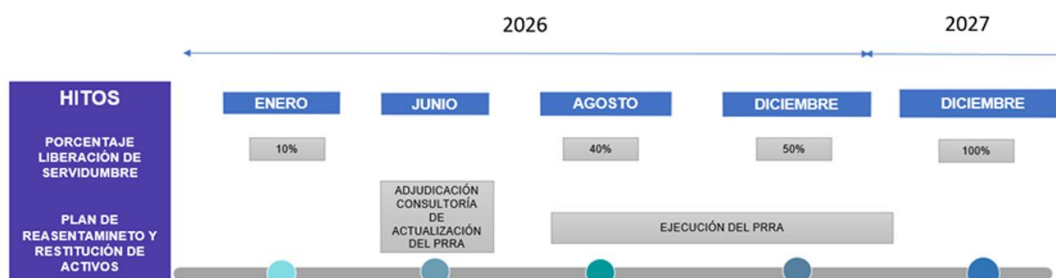 2026
2027
HITOS
ENERO
JUNIO
AGOSTO
DICIEMBRE
DICIEMBRE
PORCENTAJE
LIBERACIÓN DE
SERVIDUMBRE
10%
40%
50%
100%
PLAN DE
REASENTAMINETO Y
RESTITUCIÓN DE
ACTIVOS
ADJUDICACIÓN
CONSULTORÍA
DE
ACTUALIZACIÓN
DEL PRRA
EJECUCIÓN DEL PRRA